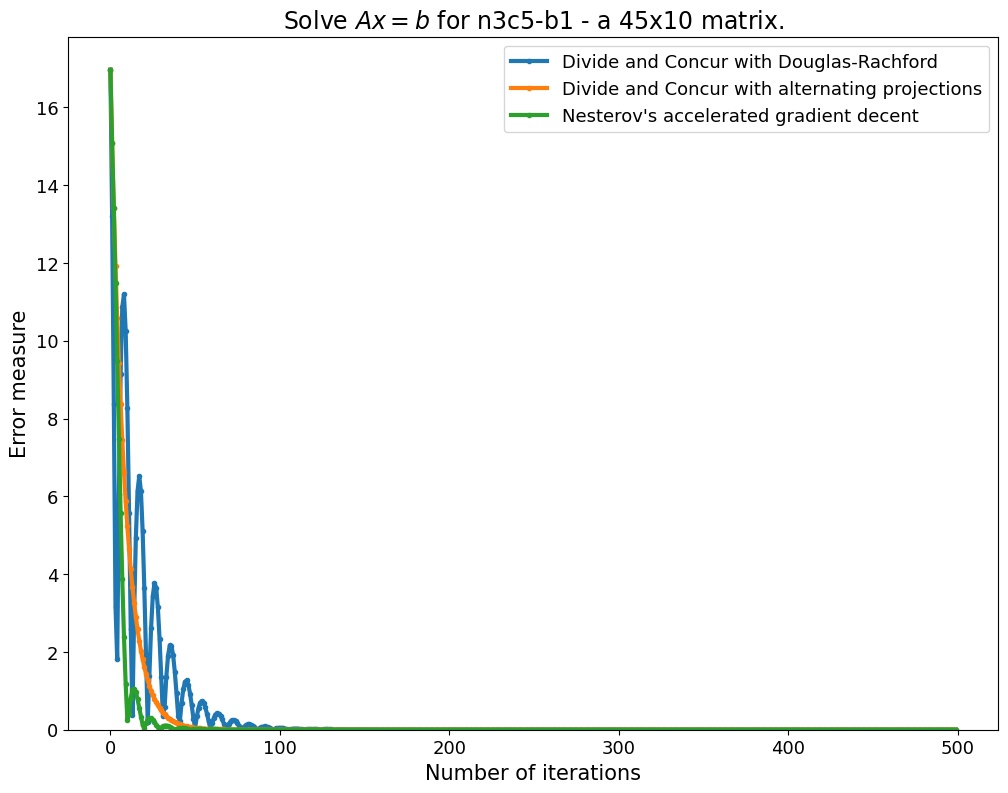 Solve Ax = b for n3c5-b1 - a 45x10 matrix.
Divide and Concur with Douglas-Rachford
Divide and Concur with alternating projections
Nesterov's accelerated gradient decent
Error measure
16
14
12
10
8
6
4
2
0
0 100 200 300 400 500
Number of iterations